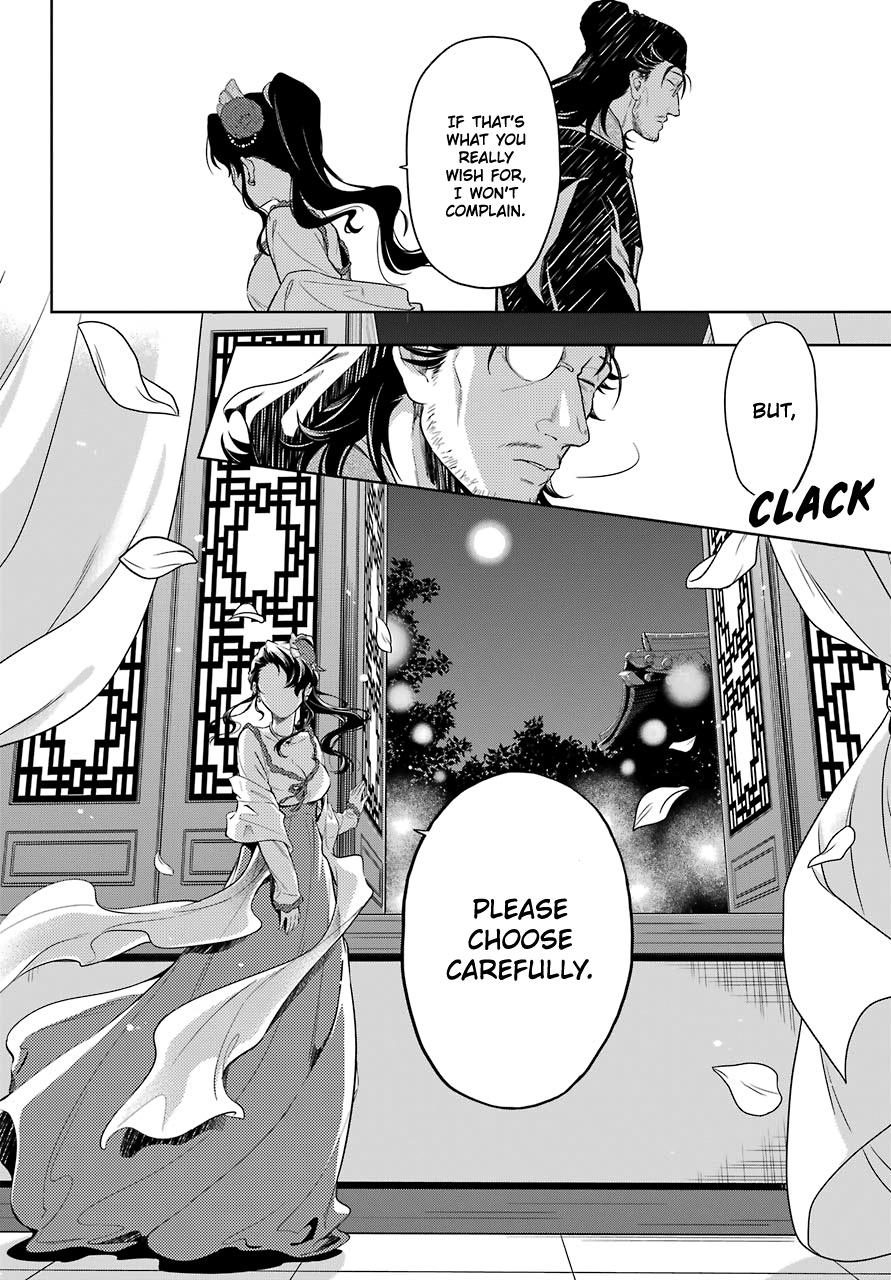 IF THAT'S
WHAT YOU
REALLY
WISH FOR,
I WON'T
COMPLAIN.
BUT,
CLACK
PLEASE
CHOOSE
CAREFULLY.